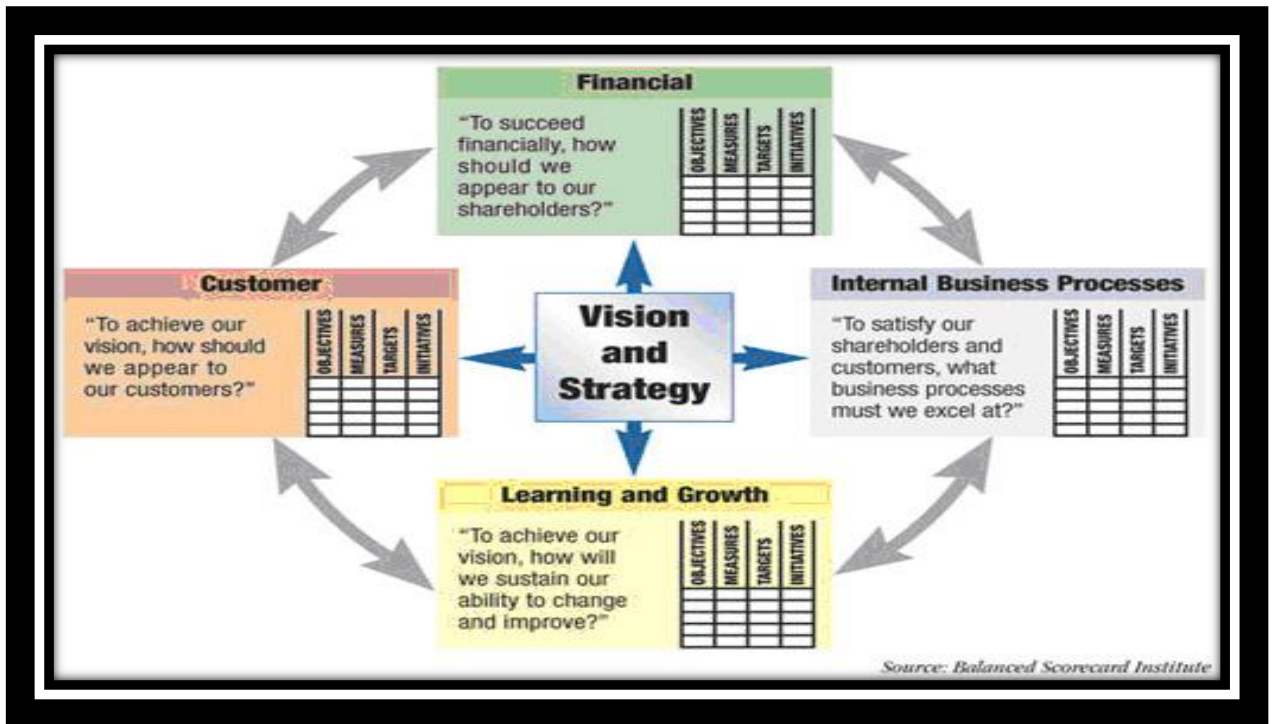 Financial
“To succeed
financially, how
should we
appear to our
shareholders?”
OBJECTIVES
MEASURES
TARGETS
INITIATIVES
Customer
“To achieve our
vision, how should
we appear to
our customers?”
OBJECTIVES
MEASURES
TARGETS
INITIATIVES
Vision
and
Strategy
Internal Business Processes
“To satisfy our
shareholders and
customers, what
business processes
must we excel at?”
OBJECTIVES
MEASURES
TARGETS
INITIATIVES
Learning and Growth
“To achieve our
vision, how will
we sustain our
ability to change
and improve?”
OBJECTIVES
MEASURES
TARGETS
INITIATIVES
Source: Balanced Scorecard Institute